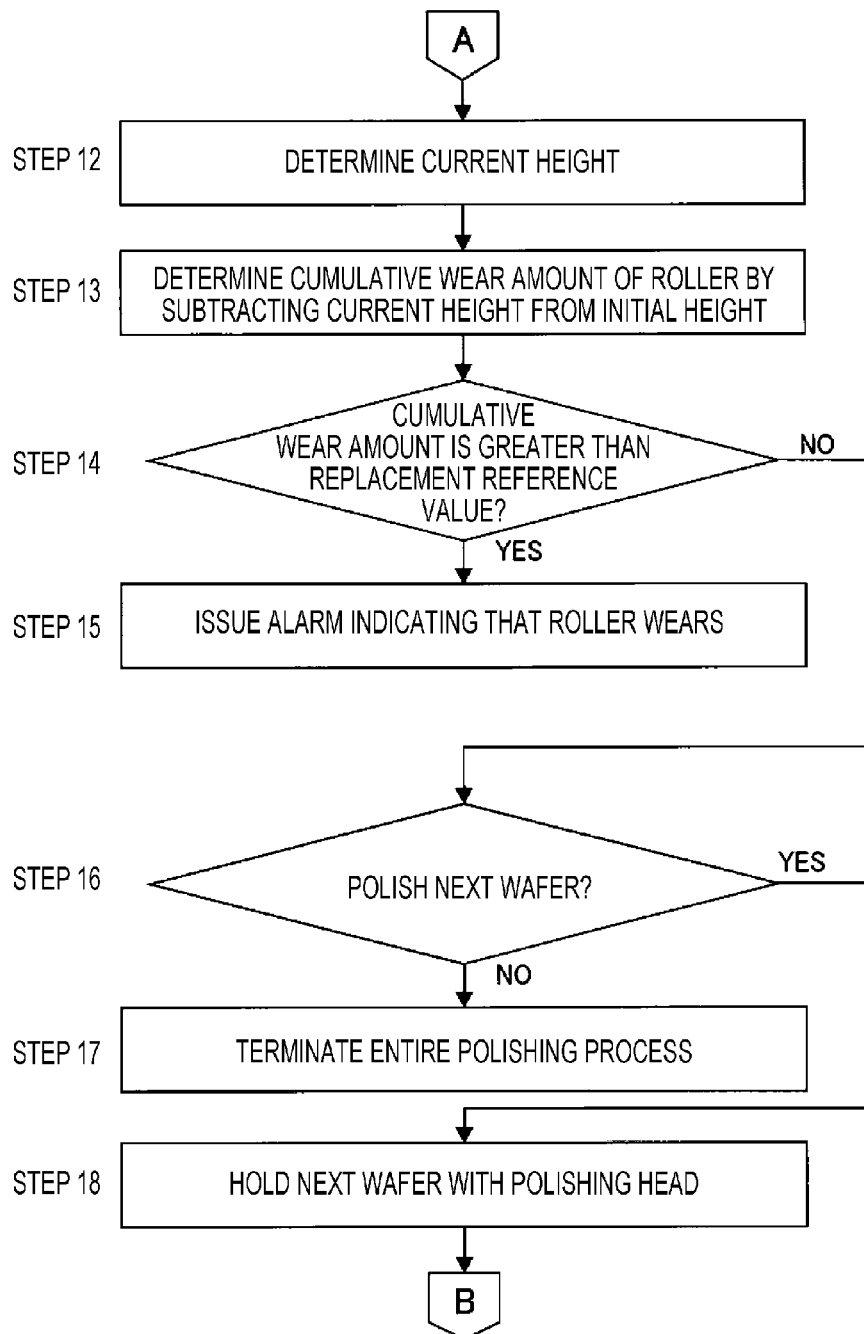 A
STEP 12
DETERMINE CURRENT HEIGHT
STEP 13
DETERMINE CUMULATIVE WEAR AMOUNT OF ROLLER BY
SUBTRACTING CURRENT HEIGHT FROM INITIAL HEIGHT
STEP 14
CUMULATIVE
WEAR AMOUNT IS GREATER THAN
REPLACEMENT REFERENCE
VALUE?
NO
YES
STEP 15
ISSUE ALARM INDICATING THAT ROLLER WEARS
STEP 16
POLISH NEXT WAFER?
YES
NO
STEP 17
TERMINATE ENTIRE POLISHING PROCESS
STEP 18
HOLD NEXT WAFER WITH POLISHING HEAD
B